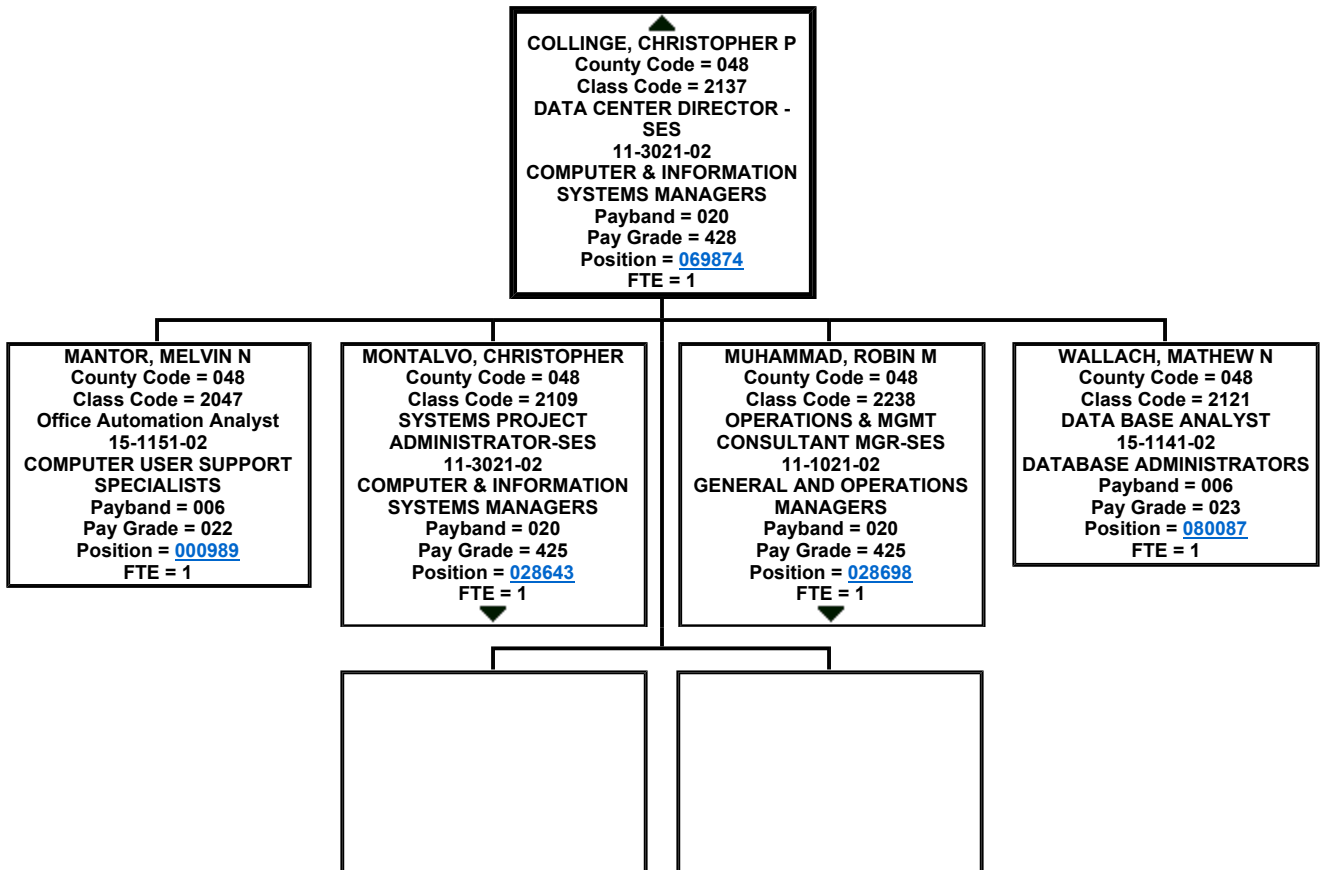 COLLINGE, CHRISTOPHER P
County Code = 048
Class Code = 2137
DATA CENTER DIRECTOR -
SES
11-3021-02
COMPUTER & INFORMATION
SYSTEMS MANAGERS
Payband = 020
Pay Grade = 428
Position = 069874
FTE = 1
MANTOR, MELVIN N
County Code = 048
Class Code = 2047
Office Automation Analyst
15-1151-02
COMPUTER USER SUPPORT
SPECIALISTS
Payband = 006
Pay Grade = 022
Position = 000989
FTE = 1
MONTALVO, CHRISTOPHER
County Code = 048
Class Code = 2109
SYSTEMS PROJECT
ADMINISTRATOR-SES
11-3021-02
COMPUTER & INFORMATION
SYSTEMS MANAGERS
Payband = 020
Pay Grade = 425
Position = 028643
FTE = 1
MUHAMMAD, ROBIN M
County Code = 048
Class Code = 2238
OPERATIONS & MGMT
CONSULTANT MGR-SES
11-1021-02
GENERAL AND OPERATIONS
MANAGERS
Payband = 020
Pay Grade = 425
Position = 028698
FTE = 1
WALLACH, MATHEW N
County Code = 048
Class Code = 2121
DATA BASE ANALYST
15-1141-02
DATABASE ADMINISTRATORS
Payband = 006
Pay Grade = 023
Position = 080087
FTE = 1